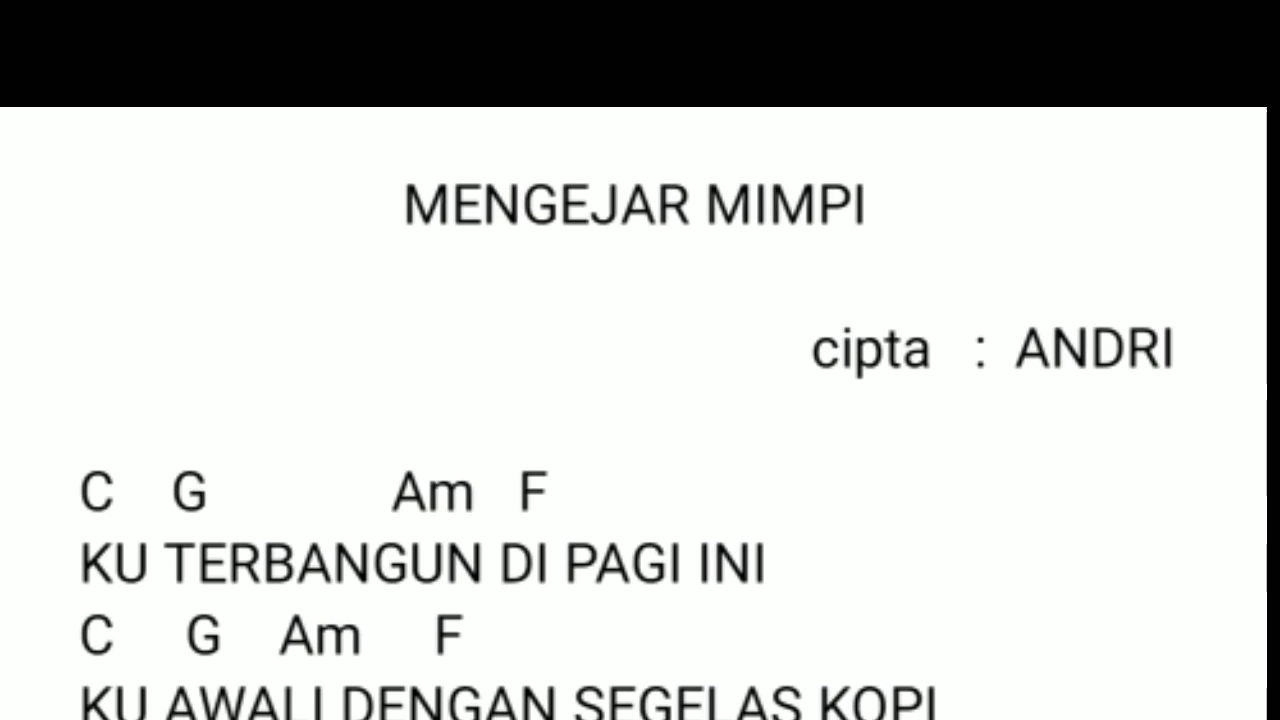 MENGEJAR MIMPI
cipta : ANDRI
C G Am F
KU TERBANGUN DI PAGI INI
C G Am F
KU AWALI DENGAN SEGELAS KOPI